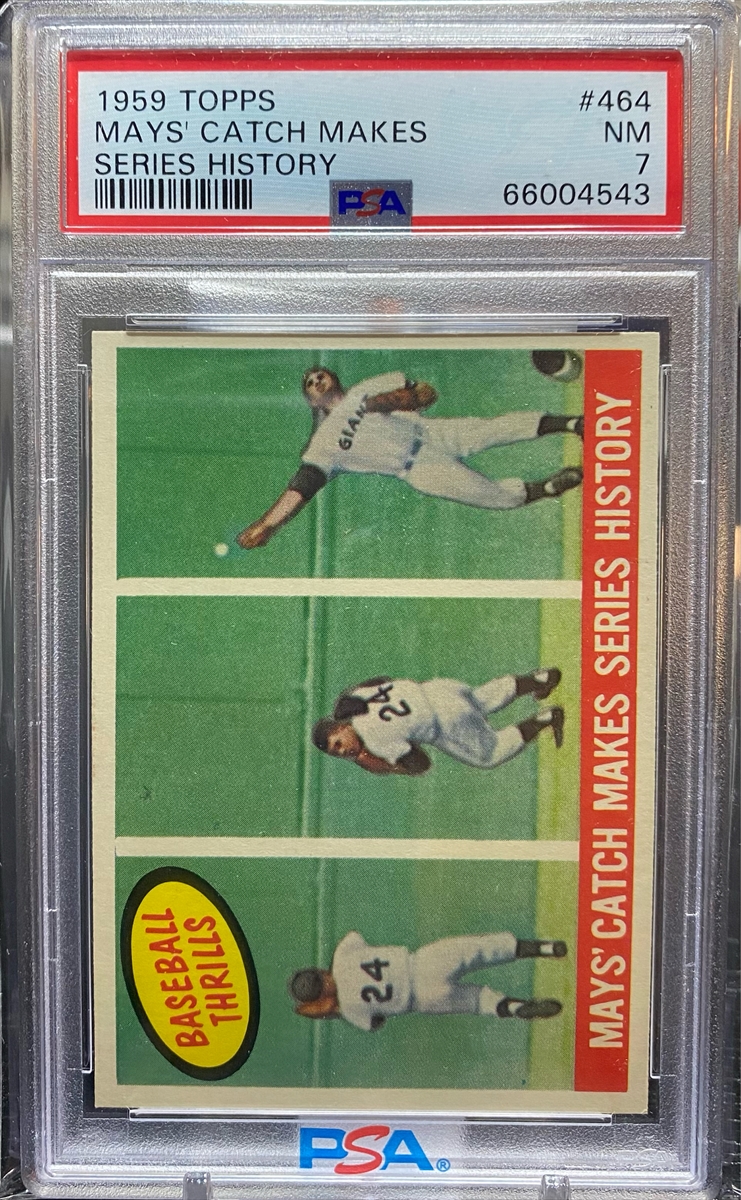 1959 TOPPS #464
MAYS' CATCH MAKES NM
SERIES HISTORY 7
PSA 66004543
BASEBALL
THRILLS
24
24
GIANT
MAYS' CATCH MAKES SERIES HISTORY
PSA®